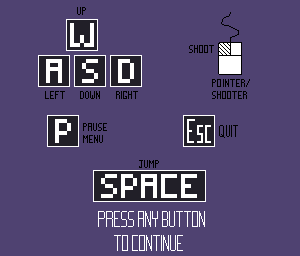 UP
W
SHOOT
A S D
LEFT DOWN RIGHT
POINTER/
SHOOTER
P PAUSE
MENU
ESC QUIT
JUMP
SPACE
PRESS ANY BUTTON
TO CONTINUE